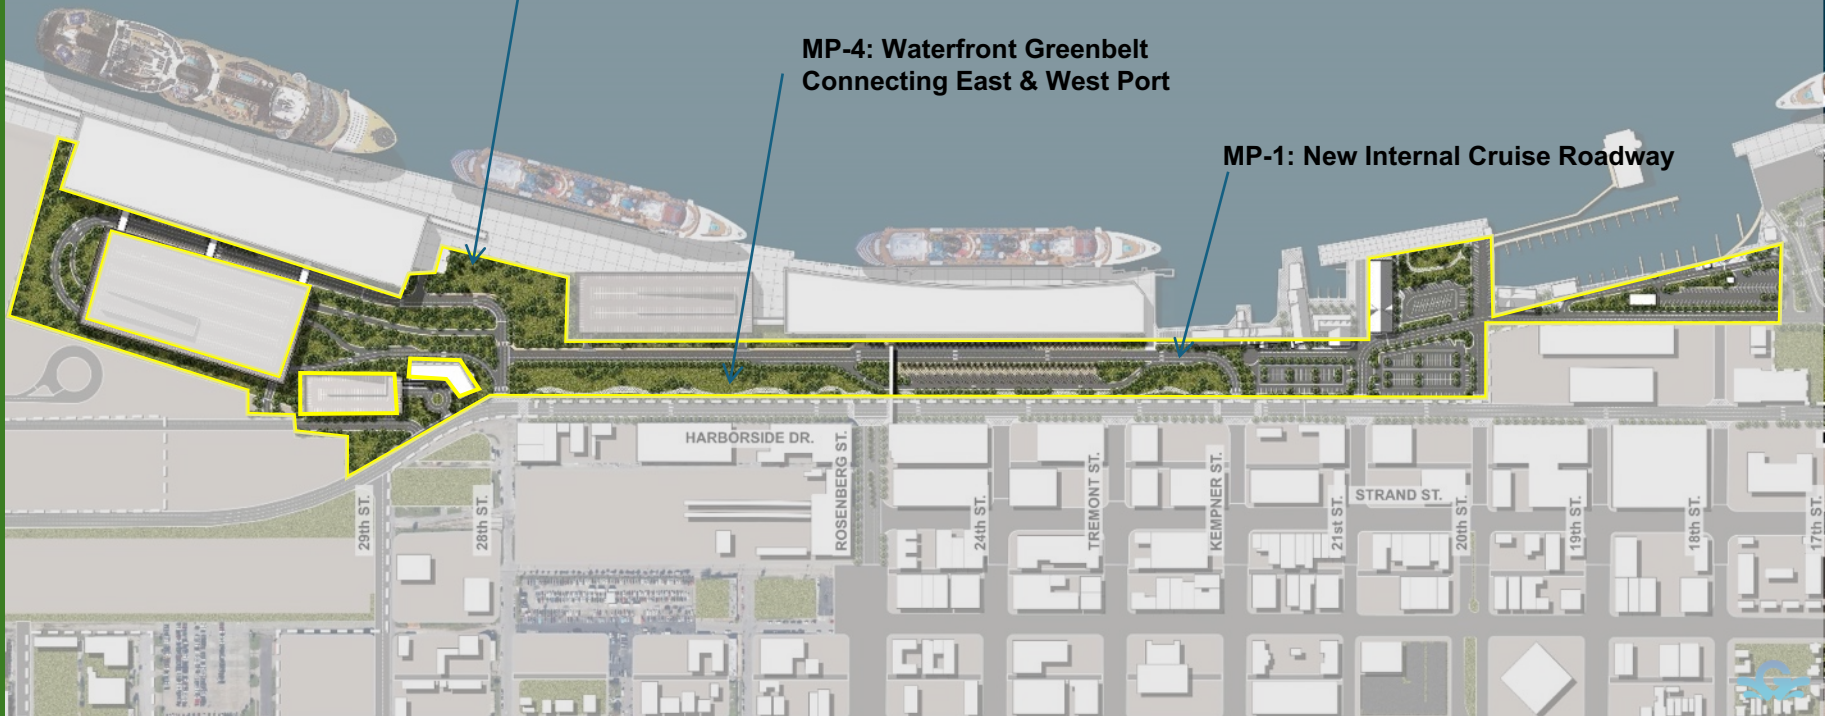 MP-4: Waterfront Greenbelt
Connecting East & West Port
MP-1: New Internal Cruise Roadway
HARBORSIDE DR.
ROSENBERG ST.
STRAND ST.
29th ST.
28th ST.
24th ST.
TREMONT ST.
KEMPNER ST.
21st ST.
20th ST.
19th ST.
18th ST.
17th ST.